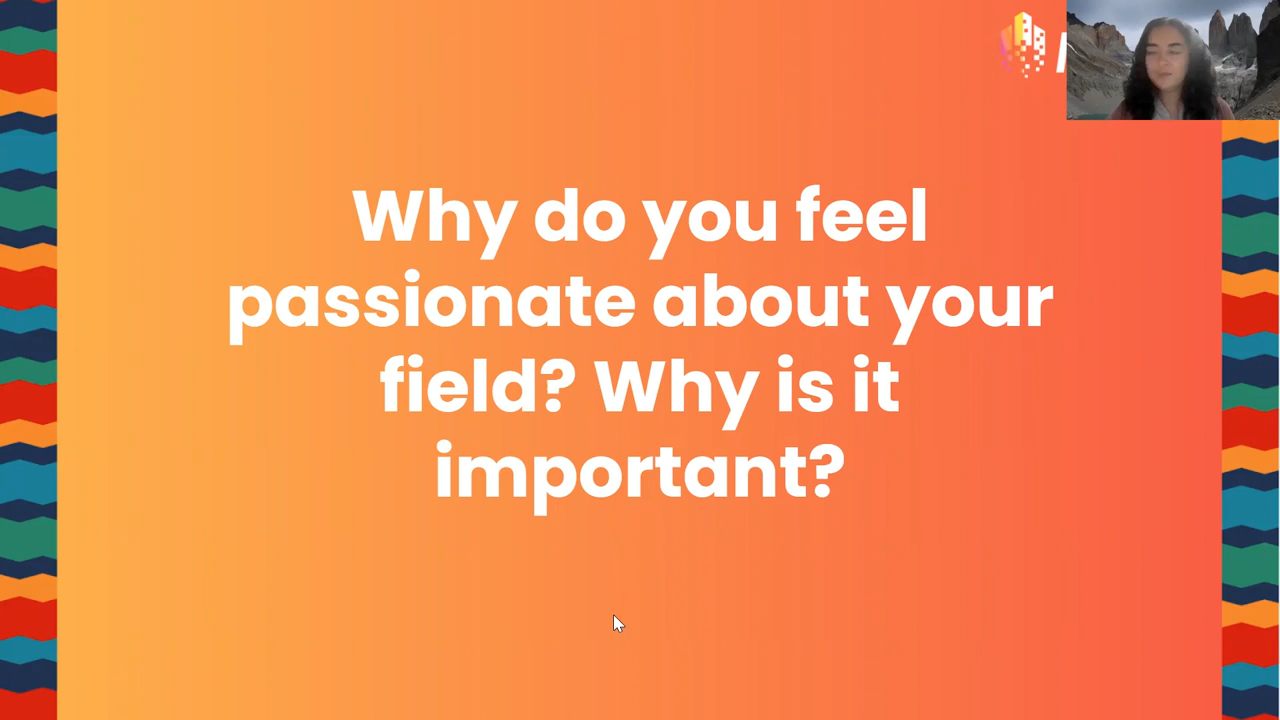 Why do you feel
passionate about your
field? Why is it
important?